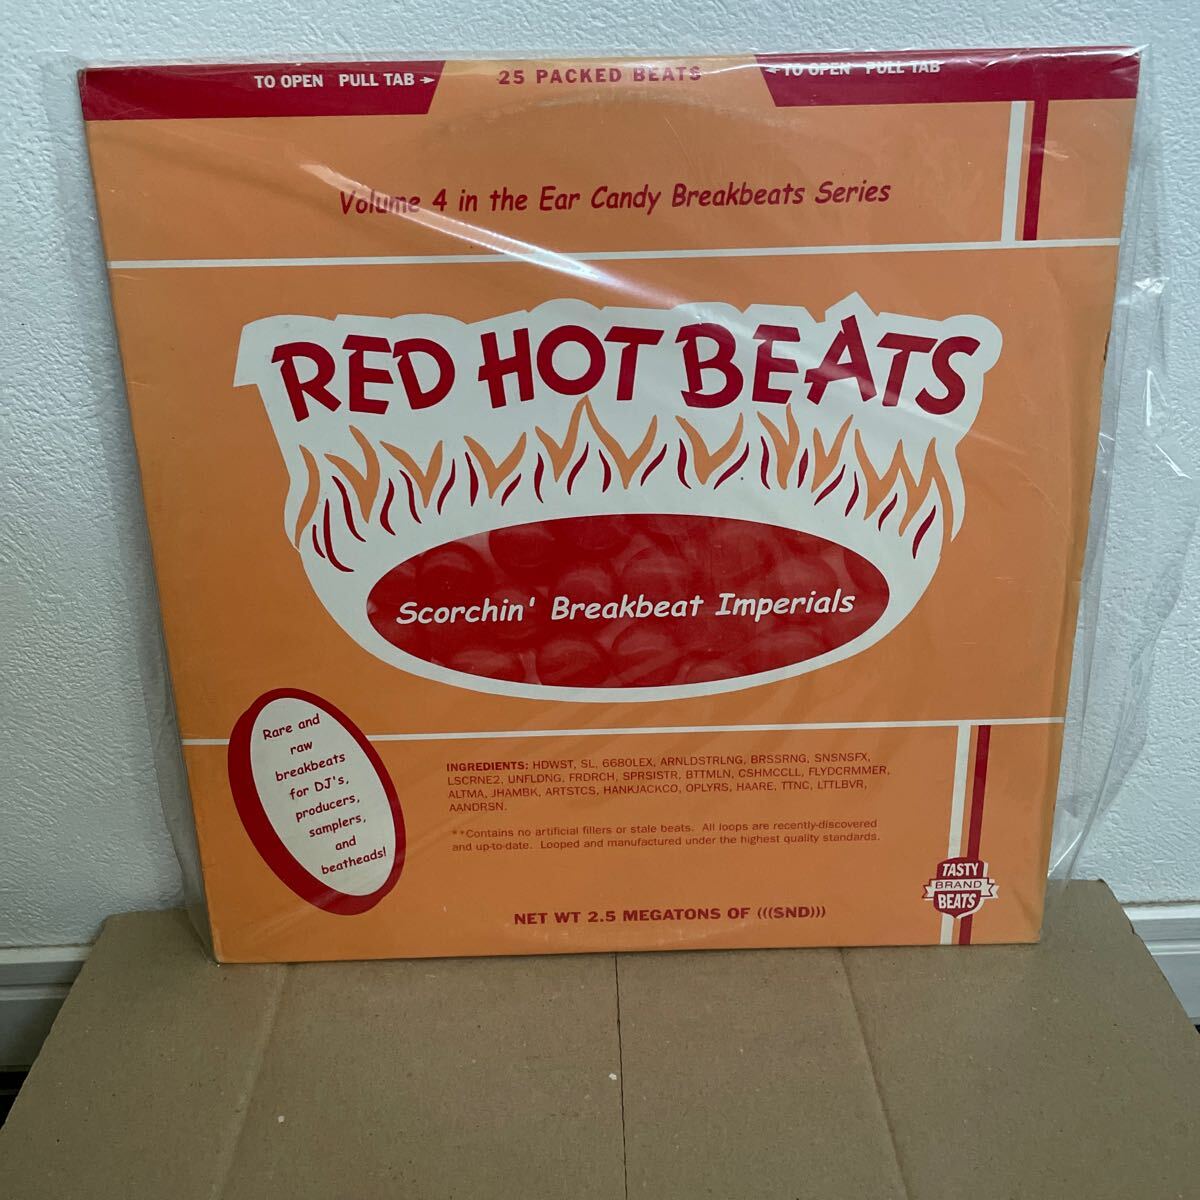 TO OPEN PULL TAB →
25 PACKED BEATS
←TO OPEN PULL TAB
Volume 4 in the Ear Candy Breakbeats Series
RED HOT BEATS
Scorchin' Breakbeat Imperials
Rare and
raw
breakbeats
for DJ's,
producers,
samplers,
and
beatheads!
INGREDIENTS: HDWST, SL, 6680LEX, ARNLDSTRLNG, BRSSRNG, SNSNSFX,
LSCRNE2, UNFLDNG, FRDRCH, SPRSISTR, BTTMLN, CSHMCCLL, FLYDCRMMER,
ALTMA, JHAMBK, ARTSTCS, HANKJACKCO, OPLYRS, HAARE, TTNC, LTTLBVR,
AANDRSN.
**Contains no artificial fillers or stale beats. All loops are recently-discovered
and up-to-date. Looped and manufactured under the highest quality standards.
NET WT 2.5 MEGATONS OF (((SND)))
TASTY
BRAND
BEATS